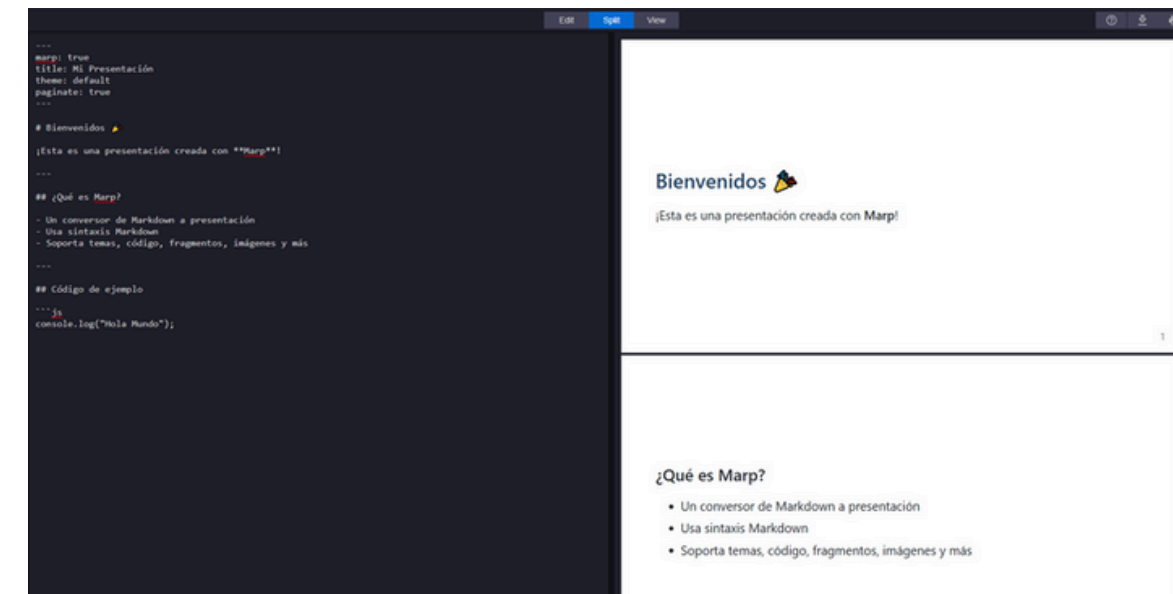 Edit Split View
---
marp: true
title: Mi Presentación
theme: default
paginate: true
---
# Bienvenidos 🎉
¡Esta es una presentación creada con **Marp**!
---
## ¿Qué es Marp?
- Un conversor de Markdown a presentación
- Usa sintaxis Markdown
- Soporta temas, código, fragmentos, imágenes y más
---
## Código de ejemplo
```js
console.log("Hola Mundo");
Bienvenidos 🎉
¡Esta es una presentación creada con Marp!
1
¿Qué es Marp?
• Un conversor de Markdown a presentación
• Usa sintaxis Markdown
• Soporta temas, código, fragmentos, imágenes y más